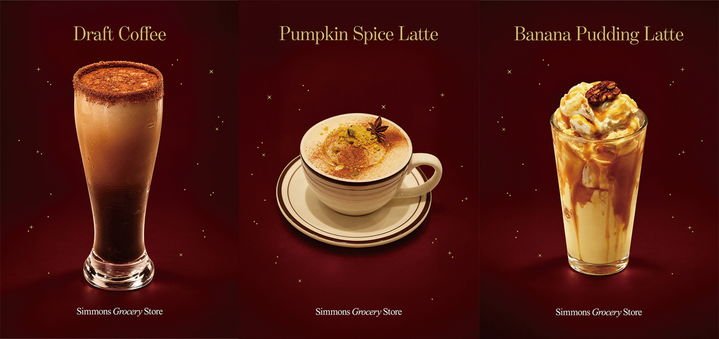 Draft Coffee
Pumpkin Spice Latte
Banana Pudding Latte
Simmons Grocery Store
Simmons Grocery Store
Simmons Grocery Store